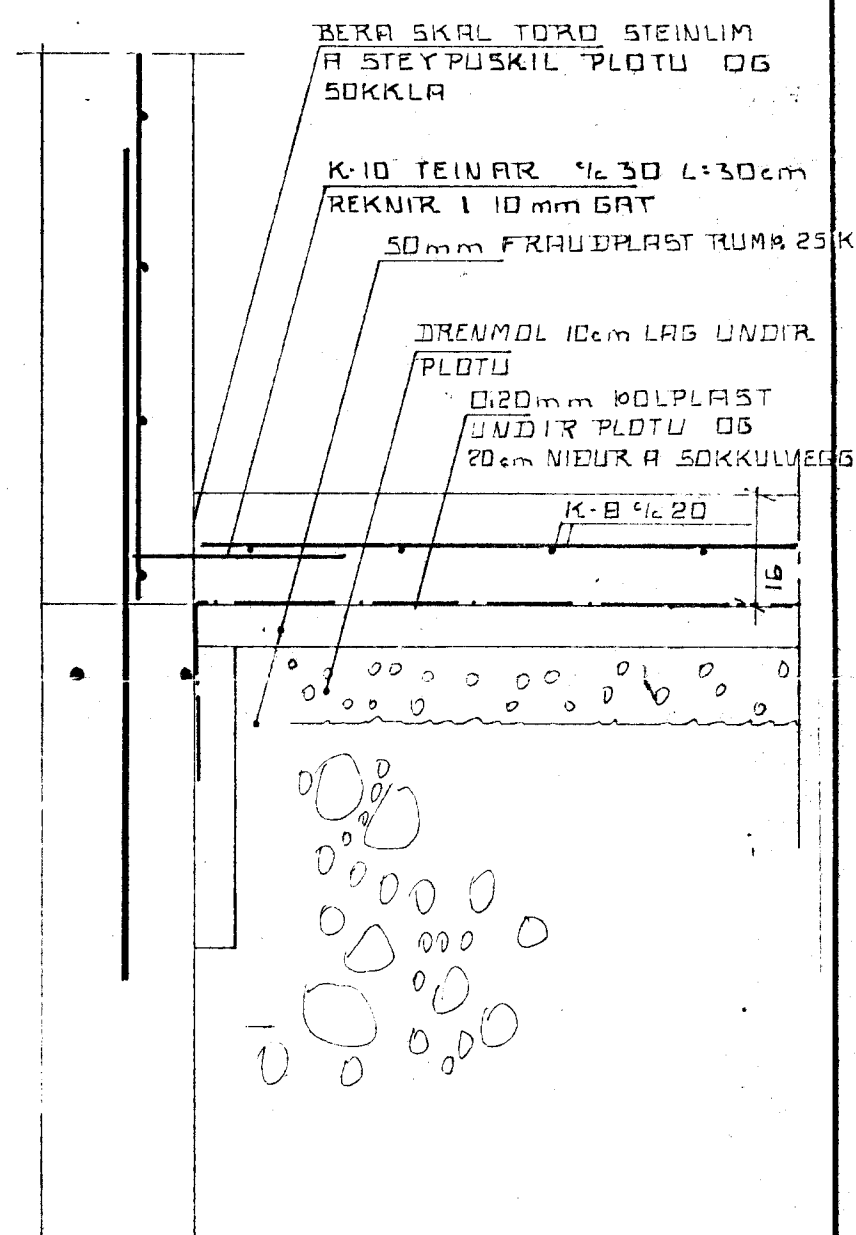 BERA SKAL TORO STEINLIM
A STEYPUSKIL PLOTU OG
SOKKLA
K-10 TEINAR c/c 30 L=30cm
REKNIR I 10 mm GAT
50mm FRAUDPLAST RUMÞ. 25 K
DRENMOL 10cm LAG UNDIR
PLOTU
0,20mm ÞOLPLAST
UNDIR PLOTU OG
20cm NIDUR A SOKKULVEGG
K-8 c/c 20
16